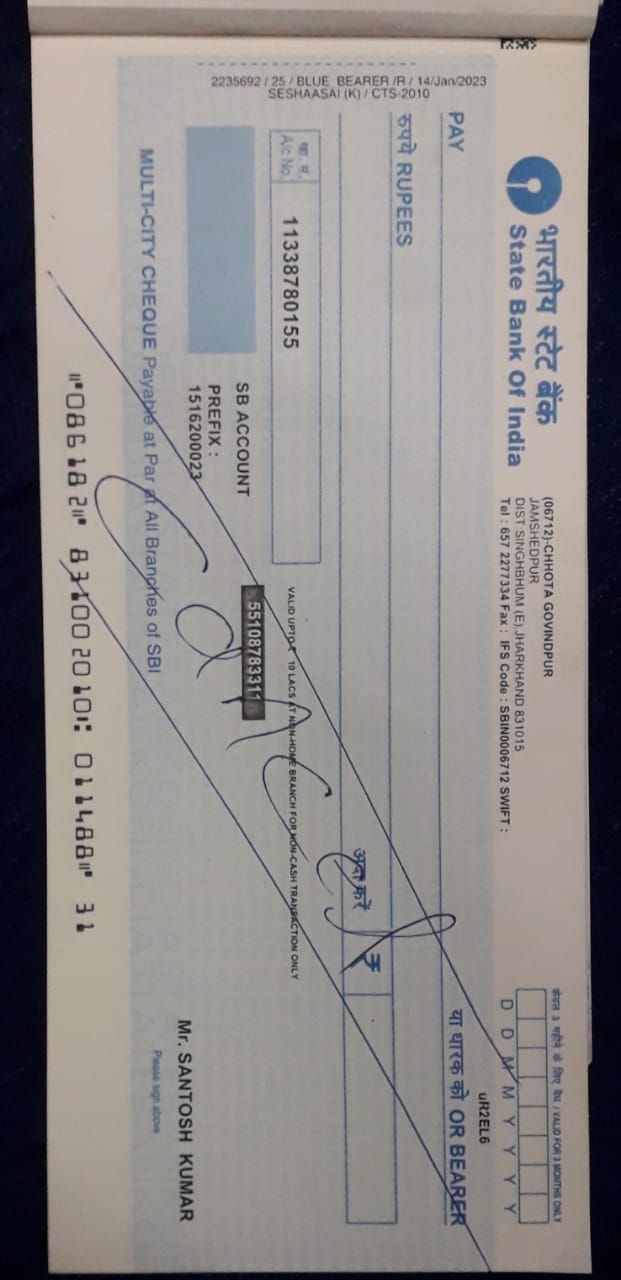 2235692 / 25 / BLUE BEARER /R / 14/Jan/2023
SESHAASAI (K) / CTS-2010
भारतीय स्टेट बैंक
State Bank Of India
(06712)-CHHOTA GOVINDPUR
JAMSHEDPUR
DIST:SINGHBHUM (E),JHARKHAND 831015
Tel : 657 2277334 Fax : IFS Code : SBIN0006712 SWIFT :
केवल 3 महीने के लिए वैध / VALID FOR 3 MONTHS ONLY
D D M M Y Y Y Y
uR2EL6
PAY
या धारक को OR BEARER
रुपये RUPEES
अदा करें
₹
खा. सं.
A/c No.
11338780155
VALID UPTO ₹ 10 LACS AT NON-HOME BRANCH FOR NON-CASH TRANSACTION ONLY
SB ACCOUNT
PREFIX :
1516200023
55108783311
Cancel
Mr. SANTOSH KUMAR
Please sign above
MULTI-CITY CHEQUE Payable at Par at All Branches of SBI
⑈086182⑈ 831002010⑆ 011488⑈ 31